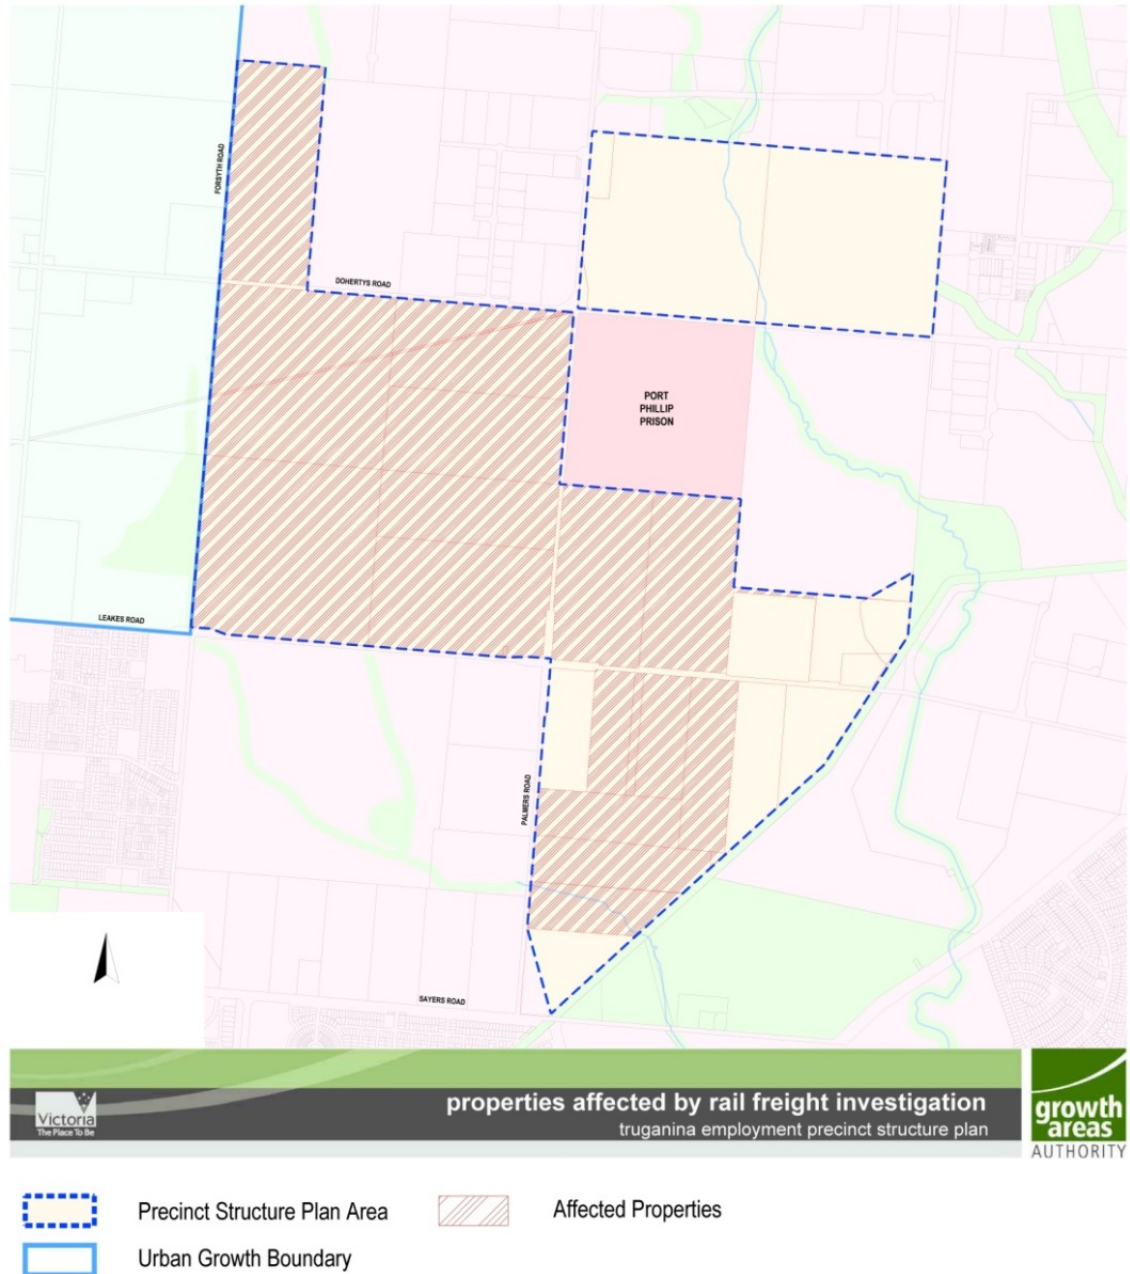 FORSYTH ROAD
DOHERTYS ROAD
PORT
PHILLIP
PRISON
LEAKES ROAD
PALMERS ROAD
SAYERS ROAD
Victoria
The Place To Be
properties affected by rail freight investigation
truganina employment precinct structure plan
growth
areas
AUTHORITY
Precinct Structure Plan Area
Affected Properties
Urban Growth Boundary